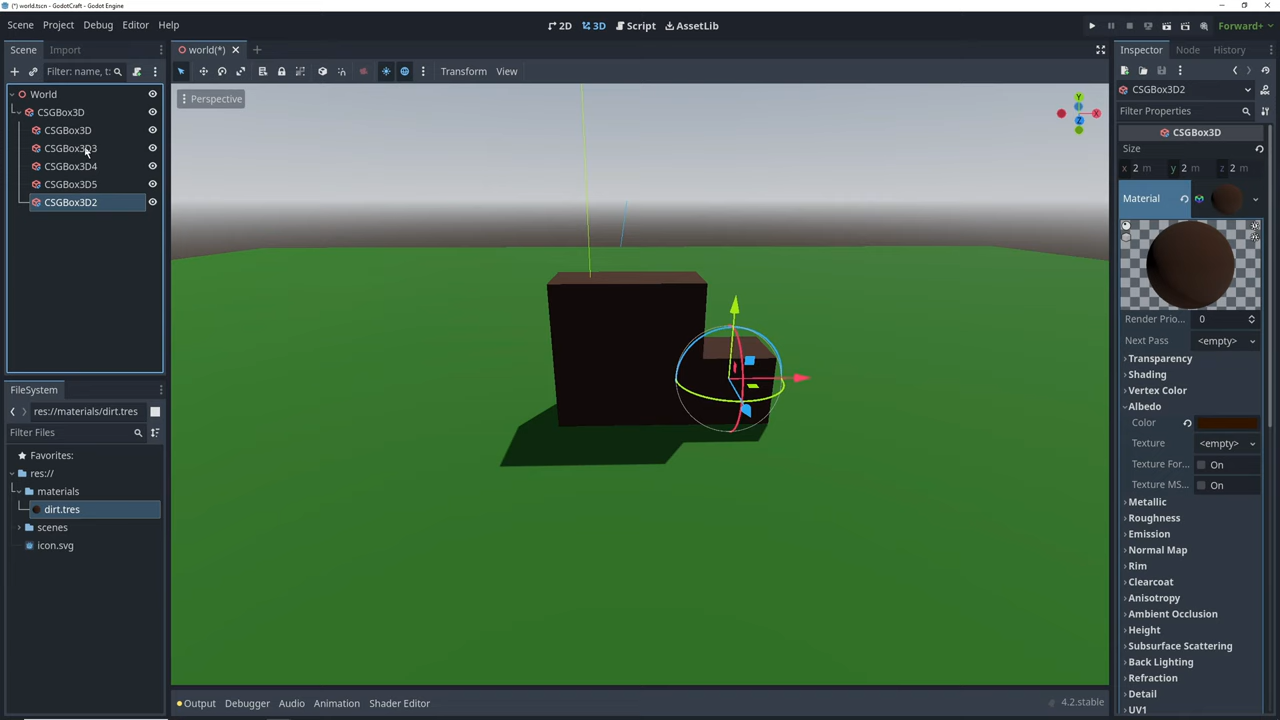 (*) world.tscn - GodotCraft - Godot Engine
Scene Project Debug Editor Help
2D 3D Script AssetLib
Forward+
Scene Import
world(*)
Inspector Node History
Filter: name, t:
Transform View
CSGBox3D2
Perspective
Filter Properties
World
CSGBox3D
CSGBox3D
CSGBox3D3
CSGBox3D4
CSGBox3D5
CSGBox3D2
Y
X
Z
CSGBox3D
Size
x 2 m y 2 m z 2 m
Material
Render Prio... 0
Next Pass <empty>
Transparency
Shading
Vertex Color
Albedo
Color
Texture <empty>
Texture For... On
Texture MS... On
Metallic
Roughness
Emission
Normal Map
Rim
Clearcoat
Anisotropy
Ambient Occlusion
Height
Subsurface Scattering
Back Lighting
Refraction
Detail
UV1
FileSystem
res://materials/dirt.tres
Filter Files
Favorites:
res://
materials
dirt.tres
scenes
icon.svg
Output Debugger Audio Animation Shader Editor
4.2.stable